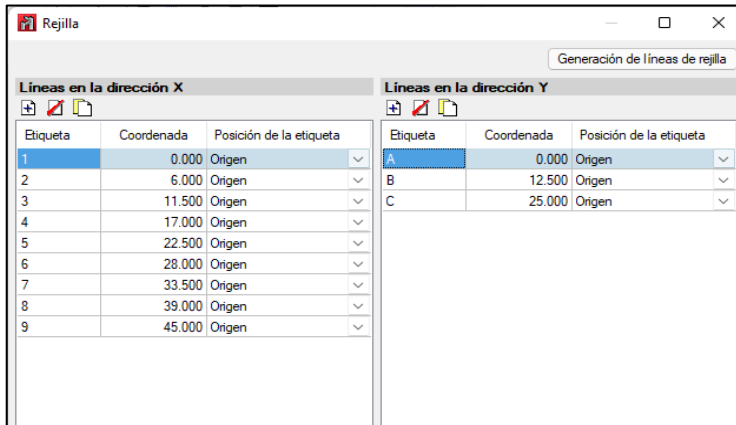 Rejilla
Generación de líneas de rejilla
Líneas en la dirección X
Etiqueta Coordenada Posición de la etiqueta
1 0.000 Origen
2 6.000 Origen
3 11.500 Origen
4 17.000 Origen
5 22.500 Origen
6 28.000 Origen
7 33.500 Origen
8 39.000 Origen
9 45.000 Origen
Líneas en la dirección Y
Etiqueta Coordenada Posición de la etiqueta
A 0.000 Origen
B 12.500 Origen
C 25.000 Origen